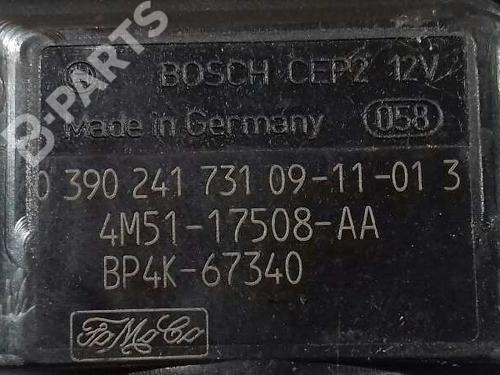 BOSCH CEP2 12V
Made in Germany 058
0 390 241 731 09-11-01 3
4M51-17508-AA
BP4K-67340
FoMoCo
B-PARTS